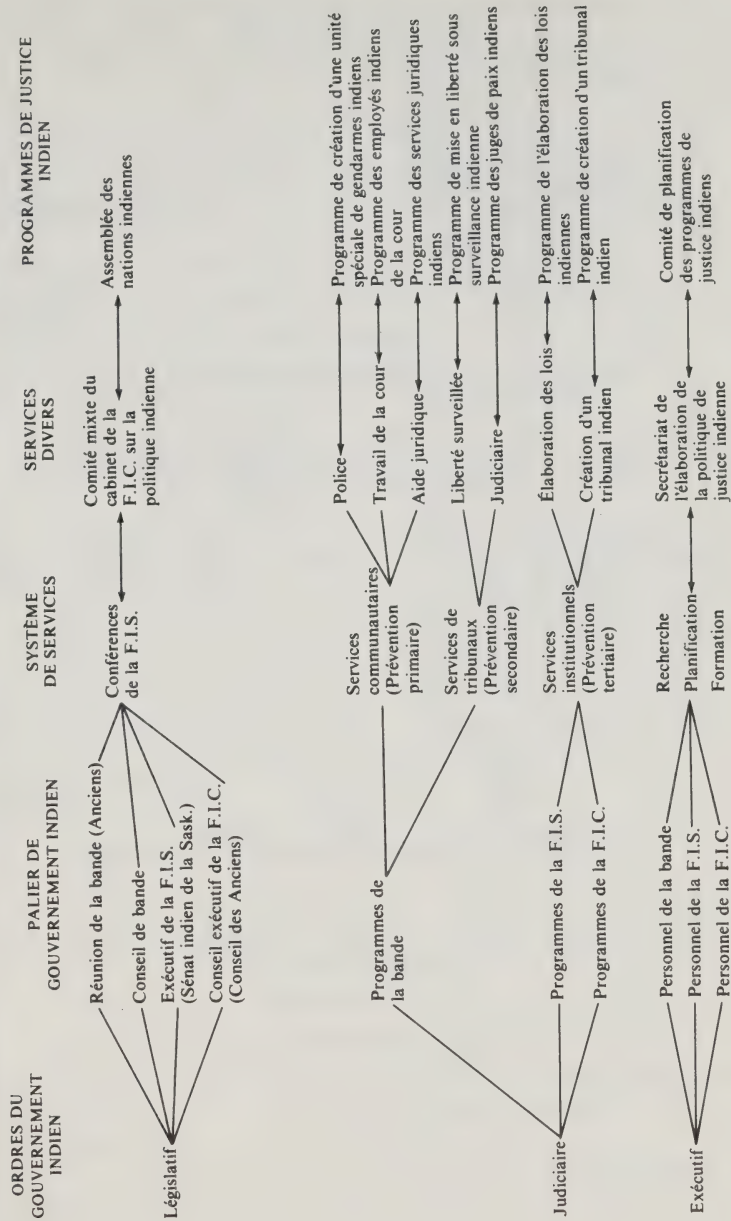 ORDRES DU
GOUVERNEMENT
INDIEN
PALIER DE
GOUVERNEMENT INDIEN
SYSTÈME
DE SERVICES
SERVICES
DIVERS
PROGRAMMES DE JUSTICE
INDIEN
Législatif
Réunion de la bande (Anciens)
Conseil de bande
Exécutif de la F.I.S.
(Sénat indien de la Sask.)
Conseil exécutif de la F.I.C.
(Conseil des Anciens)
Conférences
de la F.I.S.
Comité mixte du
cabinet de la
F.I.C. sur la
politique indienne
Assemblée des
nations indiennes
Judiciaire
Programmes de
la bande
Programmes de la F.I.S.
Programmes de la F.I.C.
Services
communautaires
(Prévention
primaire)
Services de
tribunaux
(Prévention
secondaire)
Services
institutionnels
(Prévention
tertiaire)
Police
Travail de la cour
Aide juridique
Liberté surveillée
Judiciaire
Élaboration des lois
Création d'un
tribunal indien
Programme de création d'une unité
spéciale de gendarmes indiens
Programme des employés indiens
de la cour
Programme des services juridiques
indiens
Programme de mise en liberté sous
surveillance indienne
Programme des juges de paix indiens
Programme de l'élaboration des lois
indiennes
Programme de création d'un tribunal
indien
Exécutif
Personnel de la bande
Personnel de la F.I.S.
Personnel de la F.I.C.
Recherche
Planification
Formation
Secrétariat de
l'élaboration de
la politique de
justice indienne
Comité de planification
des programmes de
justice indiens